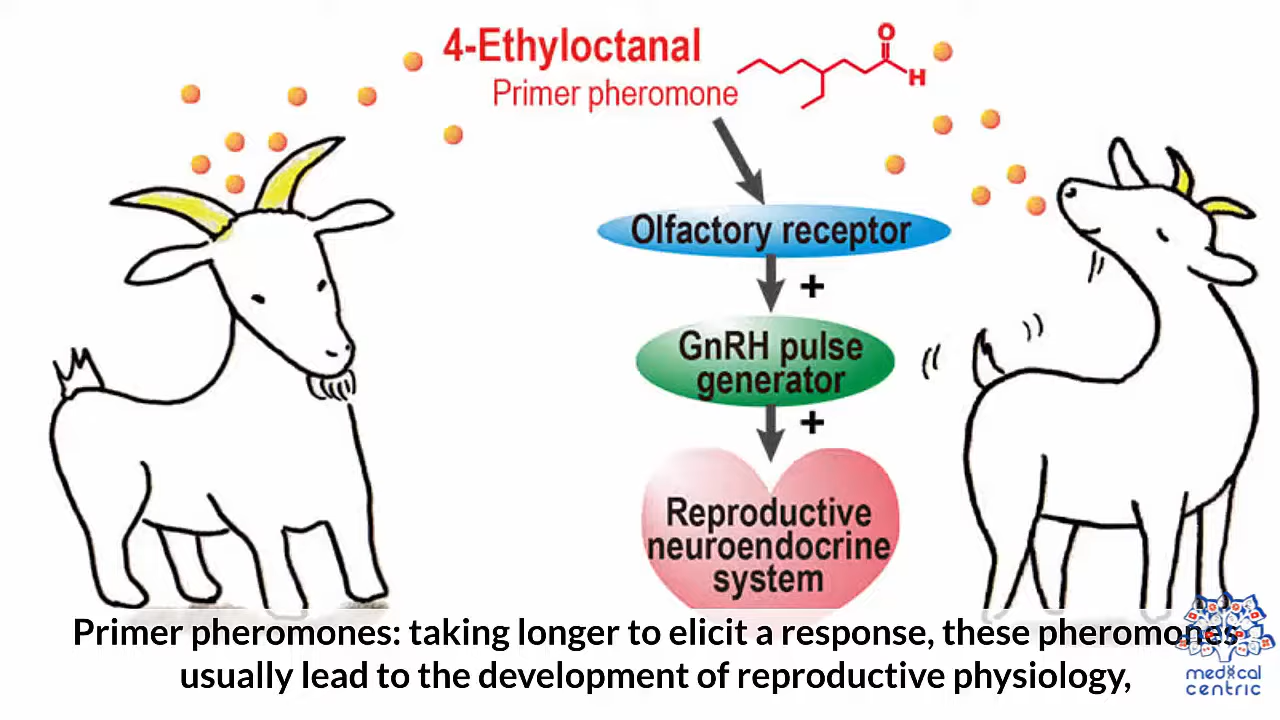 4-Ethyloctanal
Primer pheromone
O
H
Olfactory receptor
+
GnRH pulse
generator
+
Reproductive
neuroendocrine
system
Primer pheromones: taking longer to elicit a response, these pheromones
usually lead to the development of reproductive physiology,
medical
centric